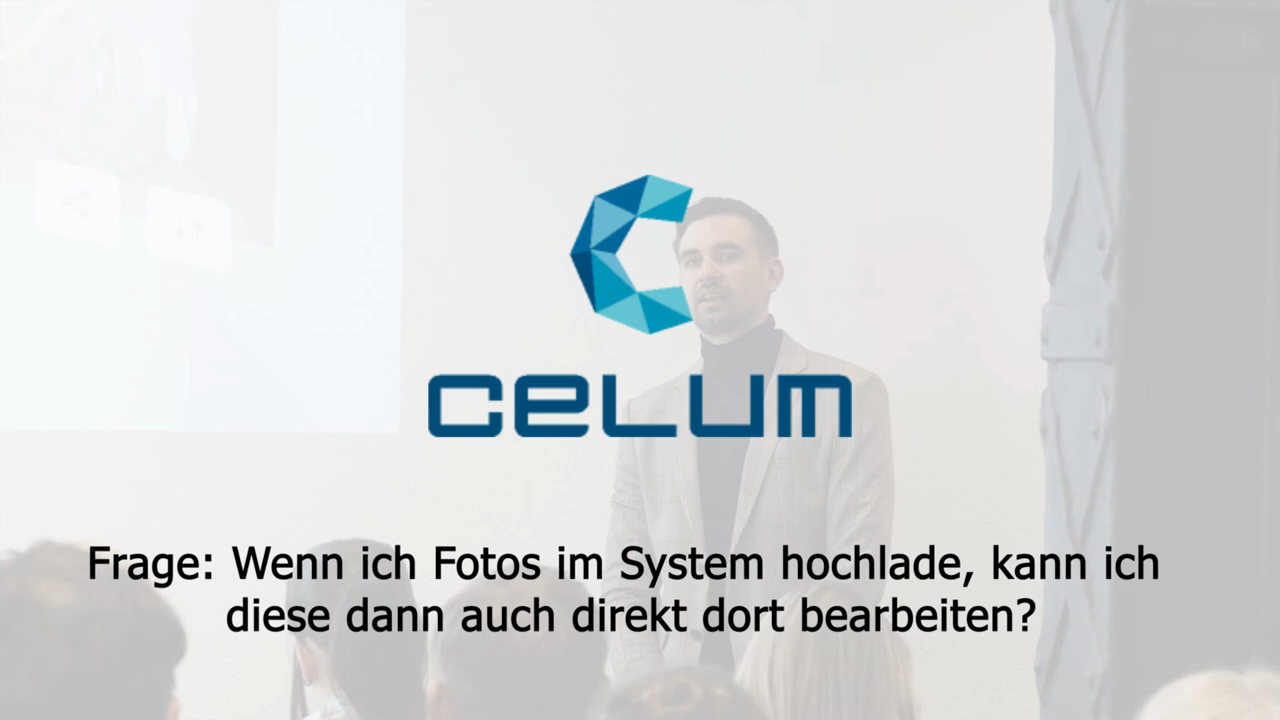 CELUM
Frage: Wenn ich Fotos im System hochlade, kann ich
diese dann auch direkt dort bearbeiten?